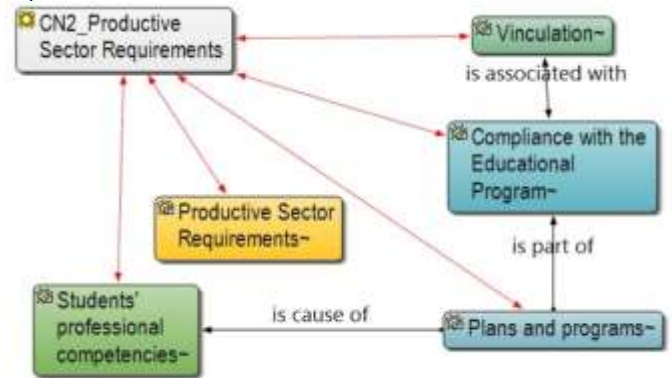 CN2_Productive
Sector Requirements
Vinculation~
is associated with
Compliance with the
Educational
Program~
Productive Sector
Requirements~
is part of
Students'
professional
competencies~
is cause of
Plans and programs~